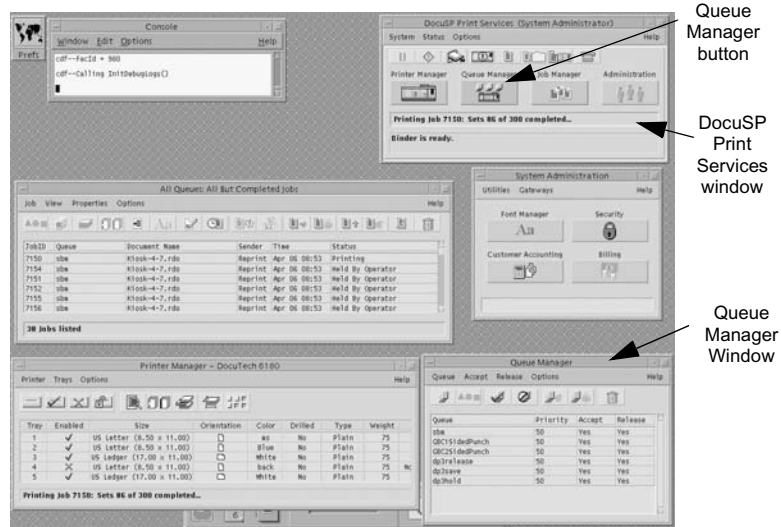 Prefs
Console
Window Edit Options Help
cdf--FacId = 960
cdf--Calling InitDebugLogs()
DocuSP Print Services (System Administrator)
System Status Options Help
Printer Manager Queue Manager Job Manager Administration
Printing Job 7150: Sets 86 of 300 completed...
Binder is ready.
Queue
Manager
button
DocuSP
Print
Services
window
All Queues: All But Completed Jobs
Job View Properties Options Help
JobID Queue Document Name Sender Time Status
7150 sbm Kiosk-4-7.rdo Reprint Apr 06 08:53 Printing
7154 sbm Kiosk-4-7.rdo Reprint Apr 06 08:53 Held By Operator
7151 sbm Kiosk-4-7.rdo Reprint Apr 06 08:53 Held By Operator
7152 sbm Kiosk-4-7.rdo Reprint Apr 06 08:53 Held By Operator
7155 sbm Kiosk-4-7.rdo Reprint Apr 06 08:53 Held By Operator
7156 sbm Kiosk-4-7.rdo Reprint Apr 06 08:53 Held By Operator
30 Jobs listed
System Administration
Utilities Gateways Help
Font Manager Security
Aa
Customer Accounting Billing
Queue
Manager
Window
Printer Manager - DocuTech 6180
Printer Trays Options Help
Tray Enabled Size Orientation Color Drilled Type Weight
1 US Letter (8.50 x 11.00) No Plain 75
2 US Letter (8.50 x 11.00) Blue No Plain 75
3 US Ledger (17.00 x 11.00) White No Plain 75
4 US Letter (8.50 x 11.00) back No Plain 75
5 US Ledger (17.00 x 11.00) White No Plain 75
Printing Job 7150: Sets 86 of 300 completed...
6
Queue Manager
Queue Accept Release Options Help
Queue Priority Accept Release
sbm 50 Yes Yes
GBC1SidedPunch 50 Yes Yes
GBC2SidedPunch 50 Yes Yes
dp3release 50 Yes Yes
dp3save 50 Yes Yes
dp3hold 50 Yes Yes